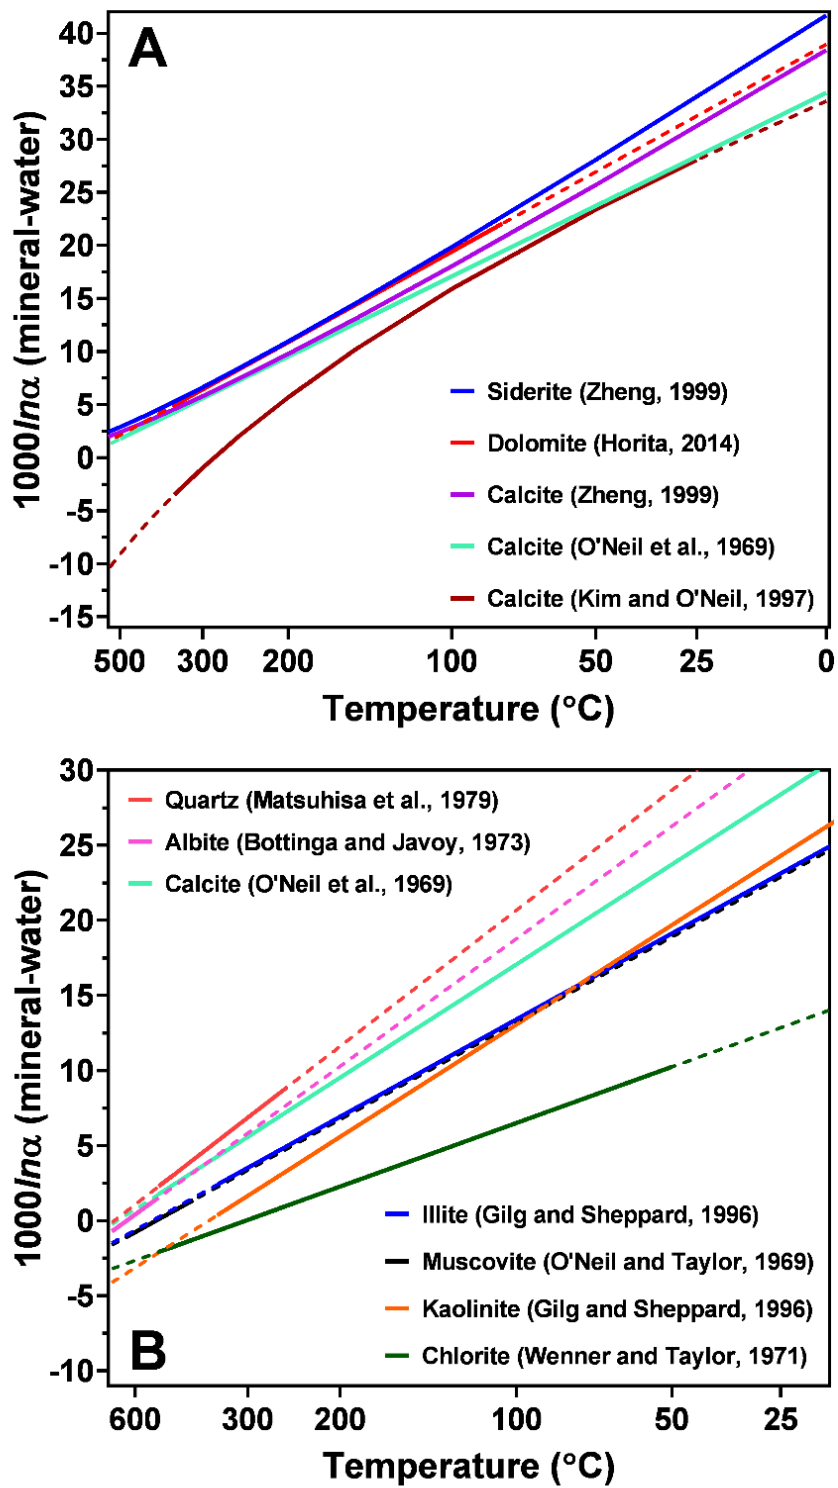 A
1000lnα (mineral-water)
40
35
30
25
20
15
10
5
0
-5
-10
-15
Siderite (Zheng, 1999)
Dolomite (Horita, 2014)
Calcite (Zheng, 1999)
Calcite (O'Neil et al., 1969)
Calcite (Kim and O'Neil, 1997)
500 300 200 100 50 25 0
Temperature (°C)
30
25
20
15
10
5
0
-5
-10
1000lnα (mineral-water)
Quartz (Matsuhisa et al., 1979)
Albite (Bottinga and Javoy, 1973)
Calcite (O'Neil et al., 1969)
Illite (Gilg and Sheppard, 1996)
Muscovite (O'Neil and Taylor, 1969)
Kaolinite (Gilg and Sheppard, 1996)
Chlorite (Wenner and Taylor, 1971)
B
600 300 200 100 50 25
Temperature (°C)